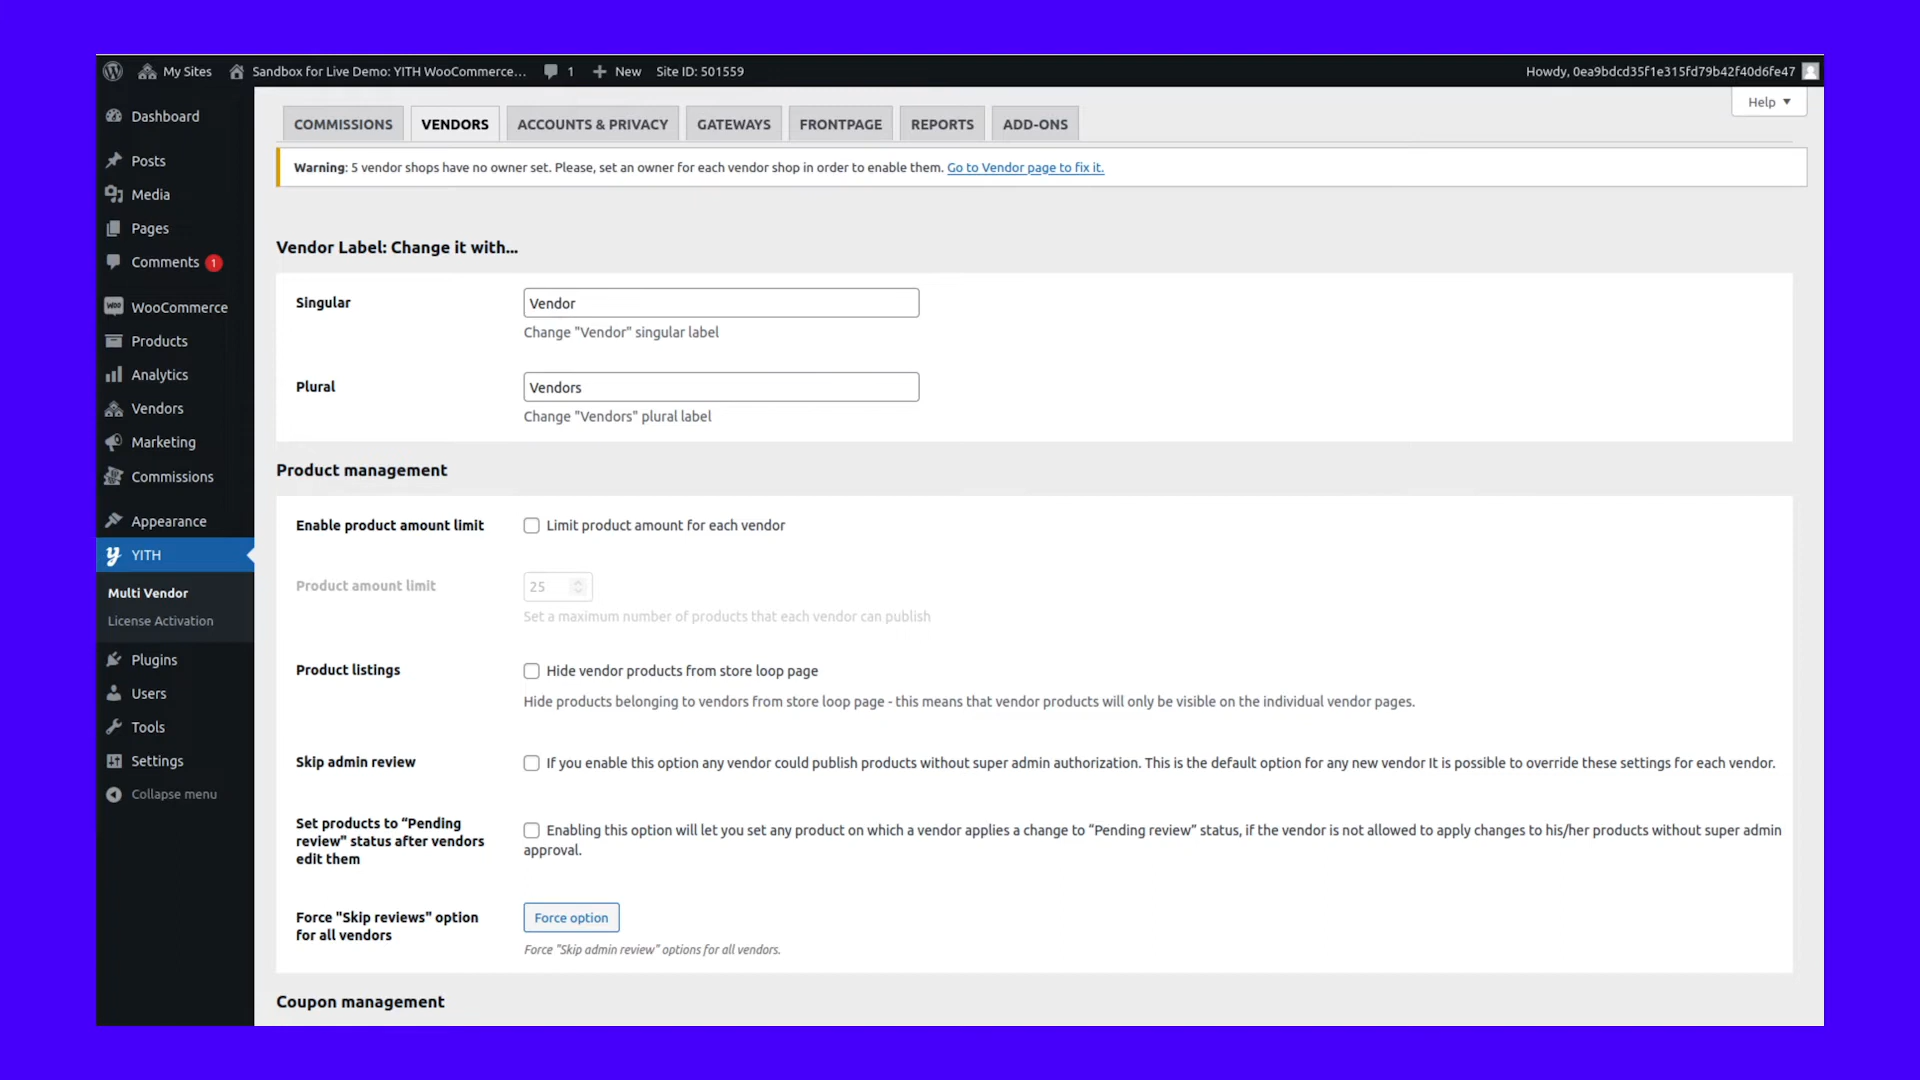 My Sites
Sandbox for Live Demo: YITH WooCommerce...
1
New
Site ID: 501559
Howdy, 0ea9bdcd35f1e315fd79b42f40d6fe47
Help
Dashboard
Posts
Media
Pages
Comments 1
WOO WooCommerce
Products
Analytics
Vendors
Marketing
Commissions
Appearance
y YITH
Multi Vendor
License Activation
Plugins
Users
Tools
Settings
Collapse menu
COMMISSIONS
VENDORS
ACCOUNTS & PRIVACY
GATEWAYS
FRONTPAGE
REPORTS
ADD-ONS
Warning: 5 vendor shops have no owner set. Please, set an owner for each vendor shop in order to enable them. Go to Vendor page to fix it.
Vendor Label: Change it with...
Singular
Vendor
Change "Vendor" singular label
Plural
Vendors
Change "Vendors" plural label
Product management
Enable product amount limit
Limit product amount for each vendor
Product amount limit
25
Set a maximum number of products that each vendor can publish
Product listings
Hide vendor products from store loop page
Hide products belonging to vendors from store loop page - this means that vendor products will only be visible on the individual vendor pages.
Skip admin review
If you enable this option any vendor could publish products without super admin authorization. This is the default option for any new vendor It is possible to override these settings for each vendor.
Set products to “Pending
review" status after vendors
edit them
Enabling this option will let you set any product on which a vendor applies a change to “Pending review” status, if the vendor is not allowed to apply changes to his/her products without super admin
approval.
Force "Skip reviews" option
for all vendors
Force option
Force "Skip admin review" options for all vendors.
Coupon management